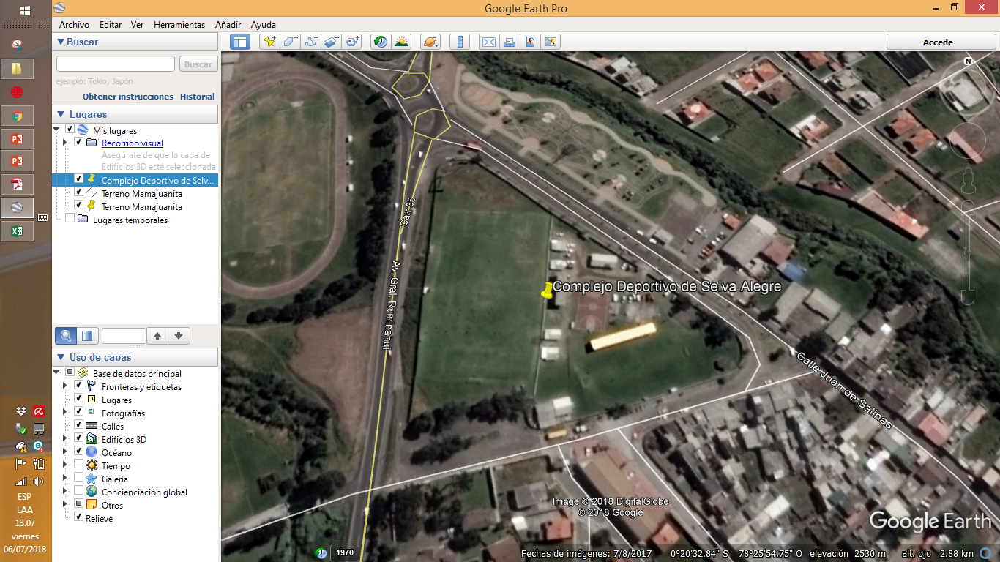 Google Earth Pro
Archivo Editar Ver Herramientas Añadir Ayuda
Buscar
Buscar
ejemplo: Tokio, Japón
Obtener instrucciones Historial
Lugares
Mis lugares
Recorrido visual
Asegúrate de que la capa de
Edificios 3D esté seleccionada
Complejo Deportivo de Selv...
Terreno Mamajuanita
Terreno Mamajuanita
Lugares temporales
Uso de capas
Base de datos principal
Fronteras y etiquetas
Lugares
Fotografías
Calles
Edificios 3D
Océano
Tiempo
Galería
Concienciación global
Otros
Relieve
Accede
N
Carr 35
Av. Gral. Ruminahui
Complejo Deportivo de Selva Alegre
Calle Juan de Salinas
Image © 2018 DigitalGlobe
© 2018 Google
Google Earth
1970
Fechas de imágenes: 7/8/2017 0°20'32.84" S 78°25'54.75" O elevación 2530 m alt. ojo 2.88 km
ESP
LAA
13:07
viernes
06/07/2018